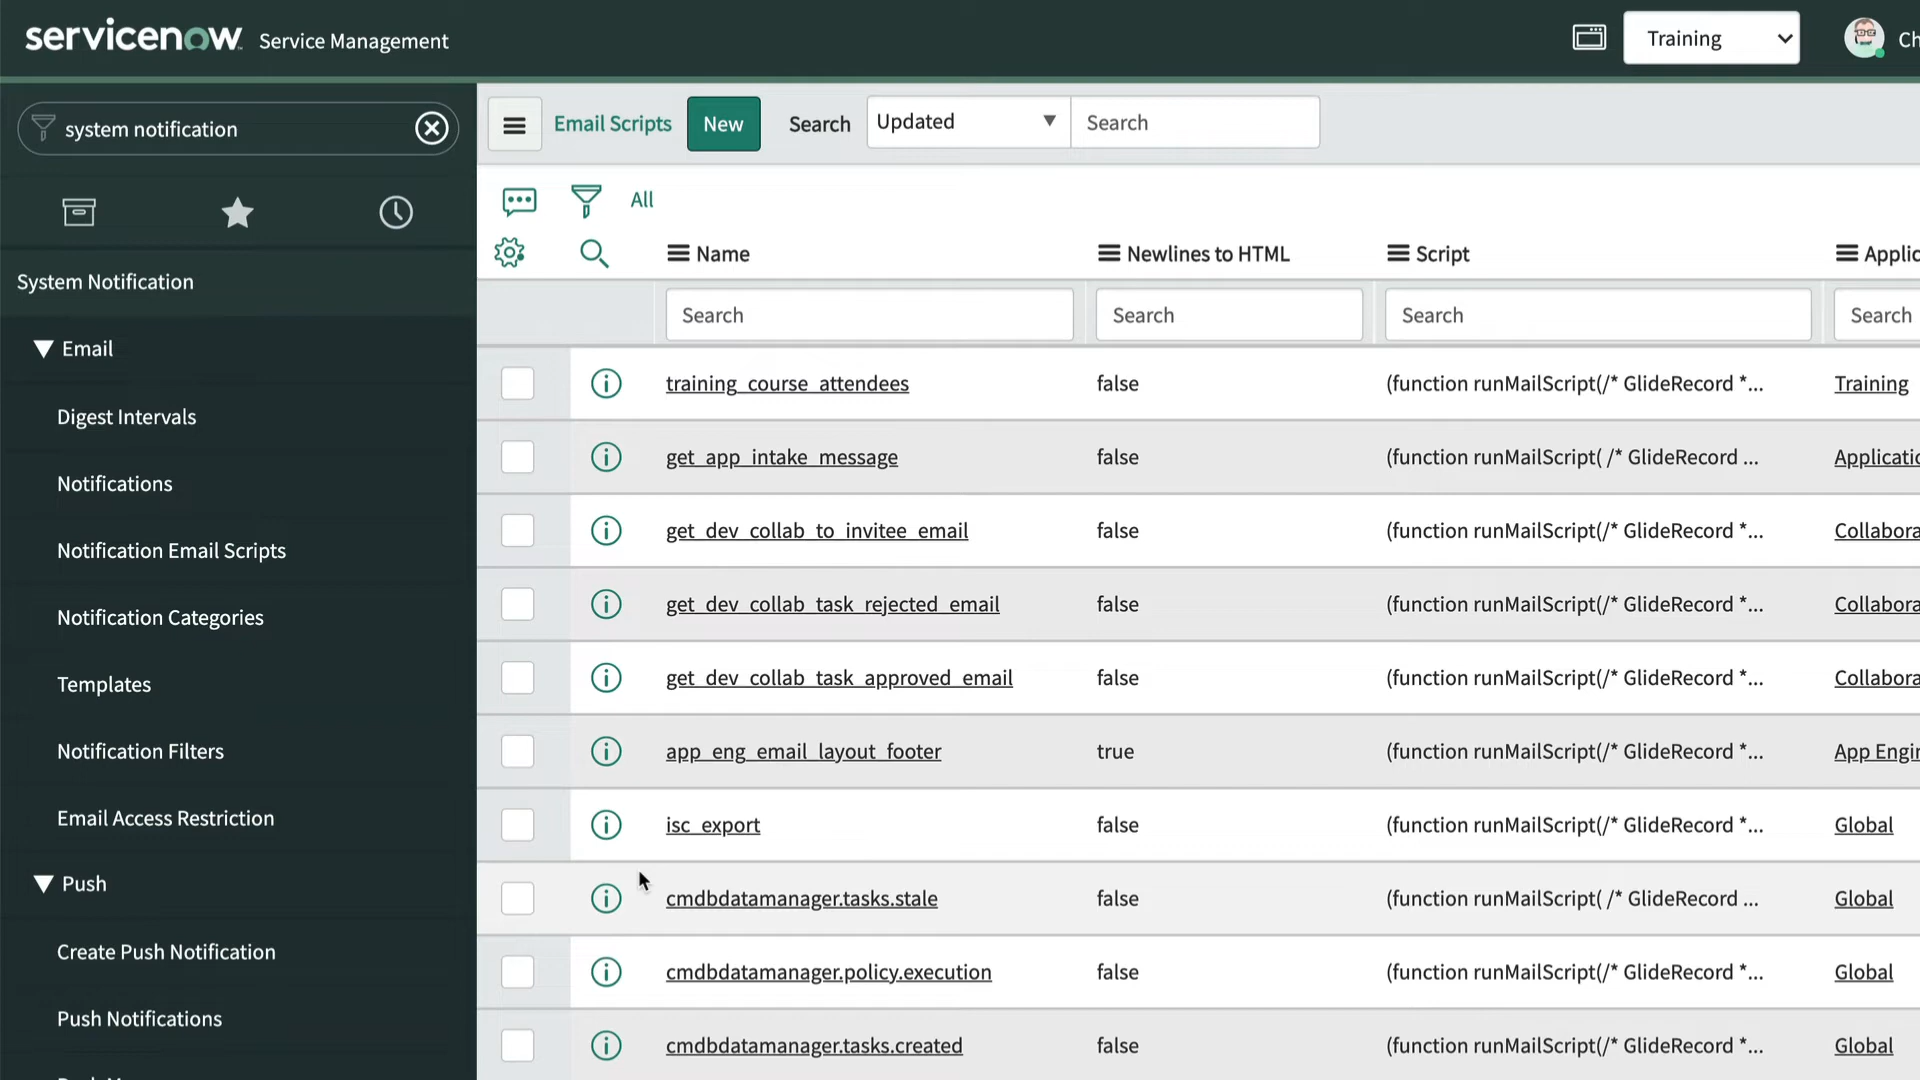 servicenow Service Management
Training
Ch
system notification
Email Scripts New Search Updated Search
All
Name Newlines to HTML Script Applic
Search Search Search Search
System Notification
Email
Digest Intervals
Notifications
Notification Email Scripts
Notification Categories
Templates
Notification Filters
Email Access Restriction
Push
Create Push Notification
Push Notifications
training_course_attendees false (function runMailScript(/* GlideRecord *... Training
get_app_intake_message false (function runMailScript( /* GlideRecord ... Applicatio
get_dev_collab_to_invitee_email false (function runMailScript(/* GlideRecord *... Collabora
get_dev_collab_task_rejected_email false (function runMailScript(/* GlideRecord *... Collabora
get_dev_collab_task_approved_email false (function runMailScript(/* GlideRecord *... Collabora
app_eng_email_layout_footer true (function runMailScript(/* GlideRecord *... App Engin
isc_export false (function runMailScript(/* GlideRecord *... Global
cmdbdatamanager.tasks.stale false (function runMailScript( /* GlideRecord ... Global
cmdbdatamanager.policy.execution false (function runMailScript(/* GlideRecord *... Global
cmdbdatamanager.tasks.created false (function runMailScript(/* GlideRecord *... Global